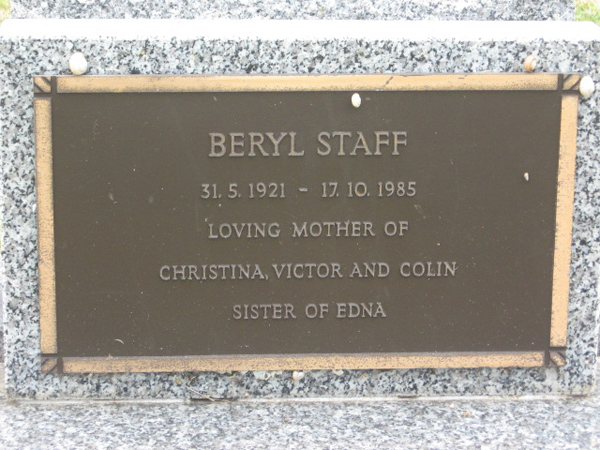 BERYL STAFF
31. 5. 1921 - 17. 10. 1985
LOVING MOTHER OF
CHRISTINA, VICTOR AND COLIN
SISTER OF EDNA